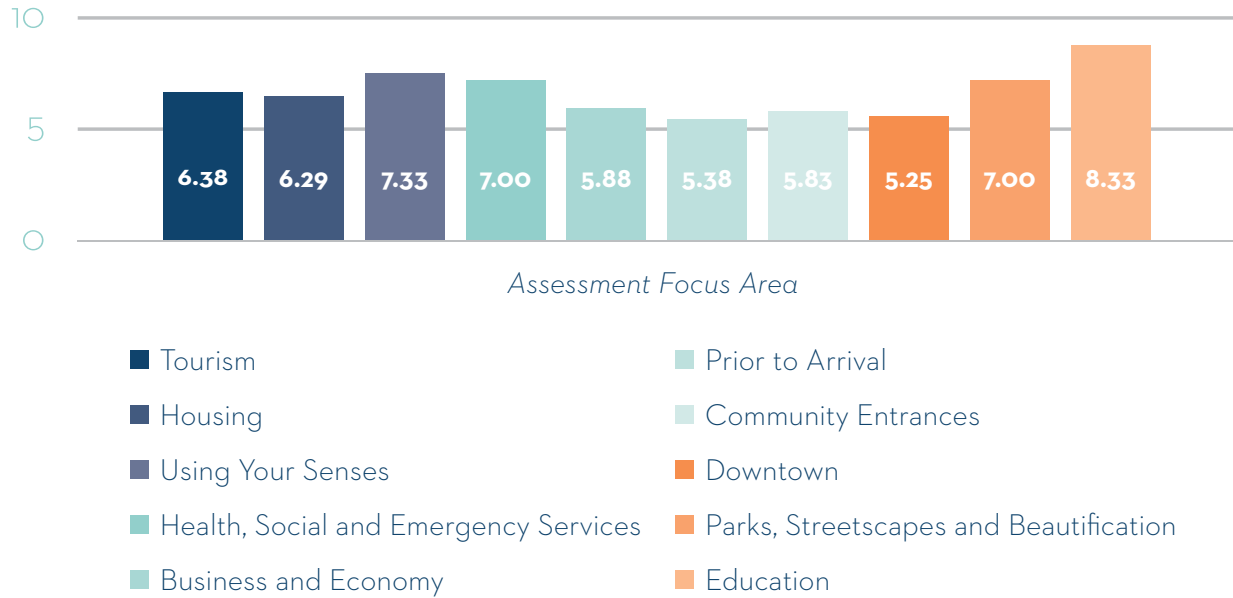 10
5
0
6.38 6.29 7.33 7.00 5.88 5.38 5.83 5.25 7.00 8.33
Assessment Focus Area
Tourism
Housing
Using Your Senses
Health, Social and Emergency Services
Business and Economy
Prior to Arrival
Community Entrances
Downtown
Parks, Streetscapes and Beautification
Education